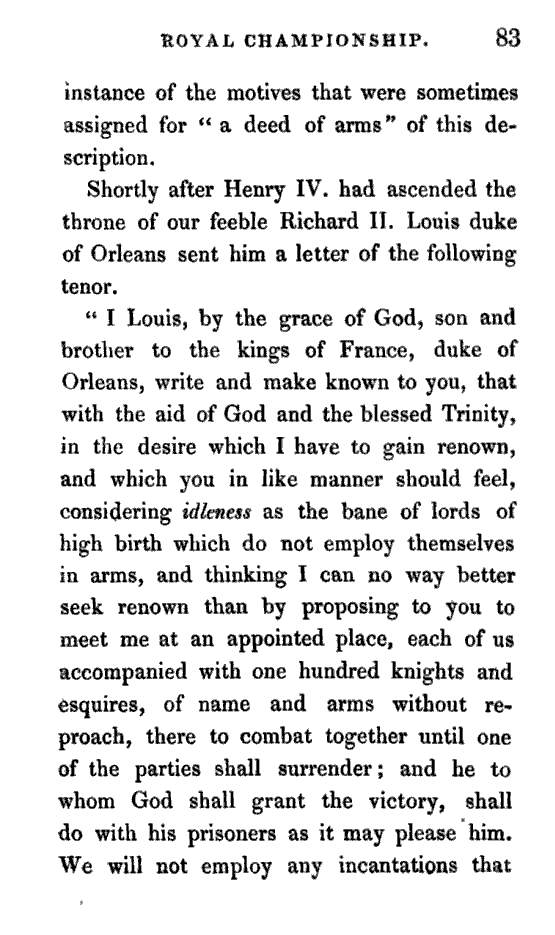 ROYAL CHAMPIONSHIP. 83
instance of the motives that were sometimes
assigned for “ a deed of arms” of this de-
scription.
Shortly after Henry IV. had ascended the
throne of our feeble Richard II. Louis duke
of Orleans sent him a letter of the following
tenor.
“ I Louis, by the grace of God, son and
brother to the kings of France, duke of
Orleans, write and make known to you, that
with the aid of God and the blessed Trinity,
in the desire which I have to gain renown,
and which you in like manner should feel,
considering idleness as the bane of lords of
high birth which do not employ themselves
in arms, and thinking I can no way better
seek renown than by proposing to you to
meet me at an appointed place, each of us
accompanied with one hundred knights and
esquires, of name and arms without re-
proach, there to combat together until one
of the parties shall surrender; and he to
whom God shall grant the victory, shall
do with his prisoners as it may please him.
We will not employ any incantations that